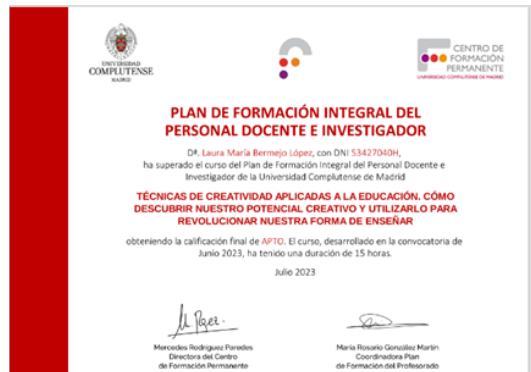 UNIVERSIDAD
COMPLUTENSE
MADRID
CENTRO DE
FORMACIÓN
PERMANENTE
UNIVERSIDAD COMPLUTENSE DE MADRID
PLAN DE FORMACIÓN INTEGRAL DEL
PERSONAL DOCENTE E INVESTIGADOR
Dª. Laura María Bermejo López, con DNI 53427040H,
ha superado el curso del Plan de Formación Integral del Personal Docente e
Investigador de la Universidad Complutense de Madrid
TÉCNICAS DE CREATIVIDAD APLICADAS A LA EDUCACIÓN. CÓMO
DESCUBRIR NUESTRO POTENCIAL CREATIVO Y UTILIZARLO PARA
REVOLUCIONAR NUESTRA FORMA DE ENSEÑAR
obteniendo la calificación final de APTO. El curso, desarrollado en la convocatoria de
Junio 2023, ha tenido una duración de 15 horas.
Julio 2023
Mercedes Rodríguez Paredes
Directora del Centro
de Formación Permanente
María Rosario González Martín
Coordinadora Plan
de Formación del Profesorado